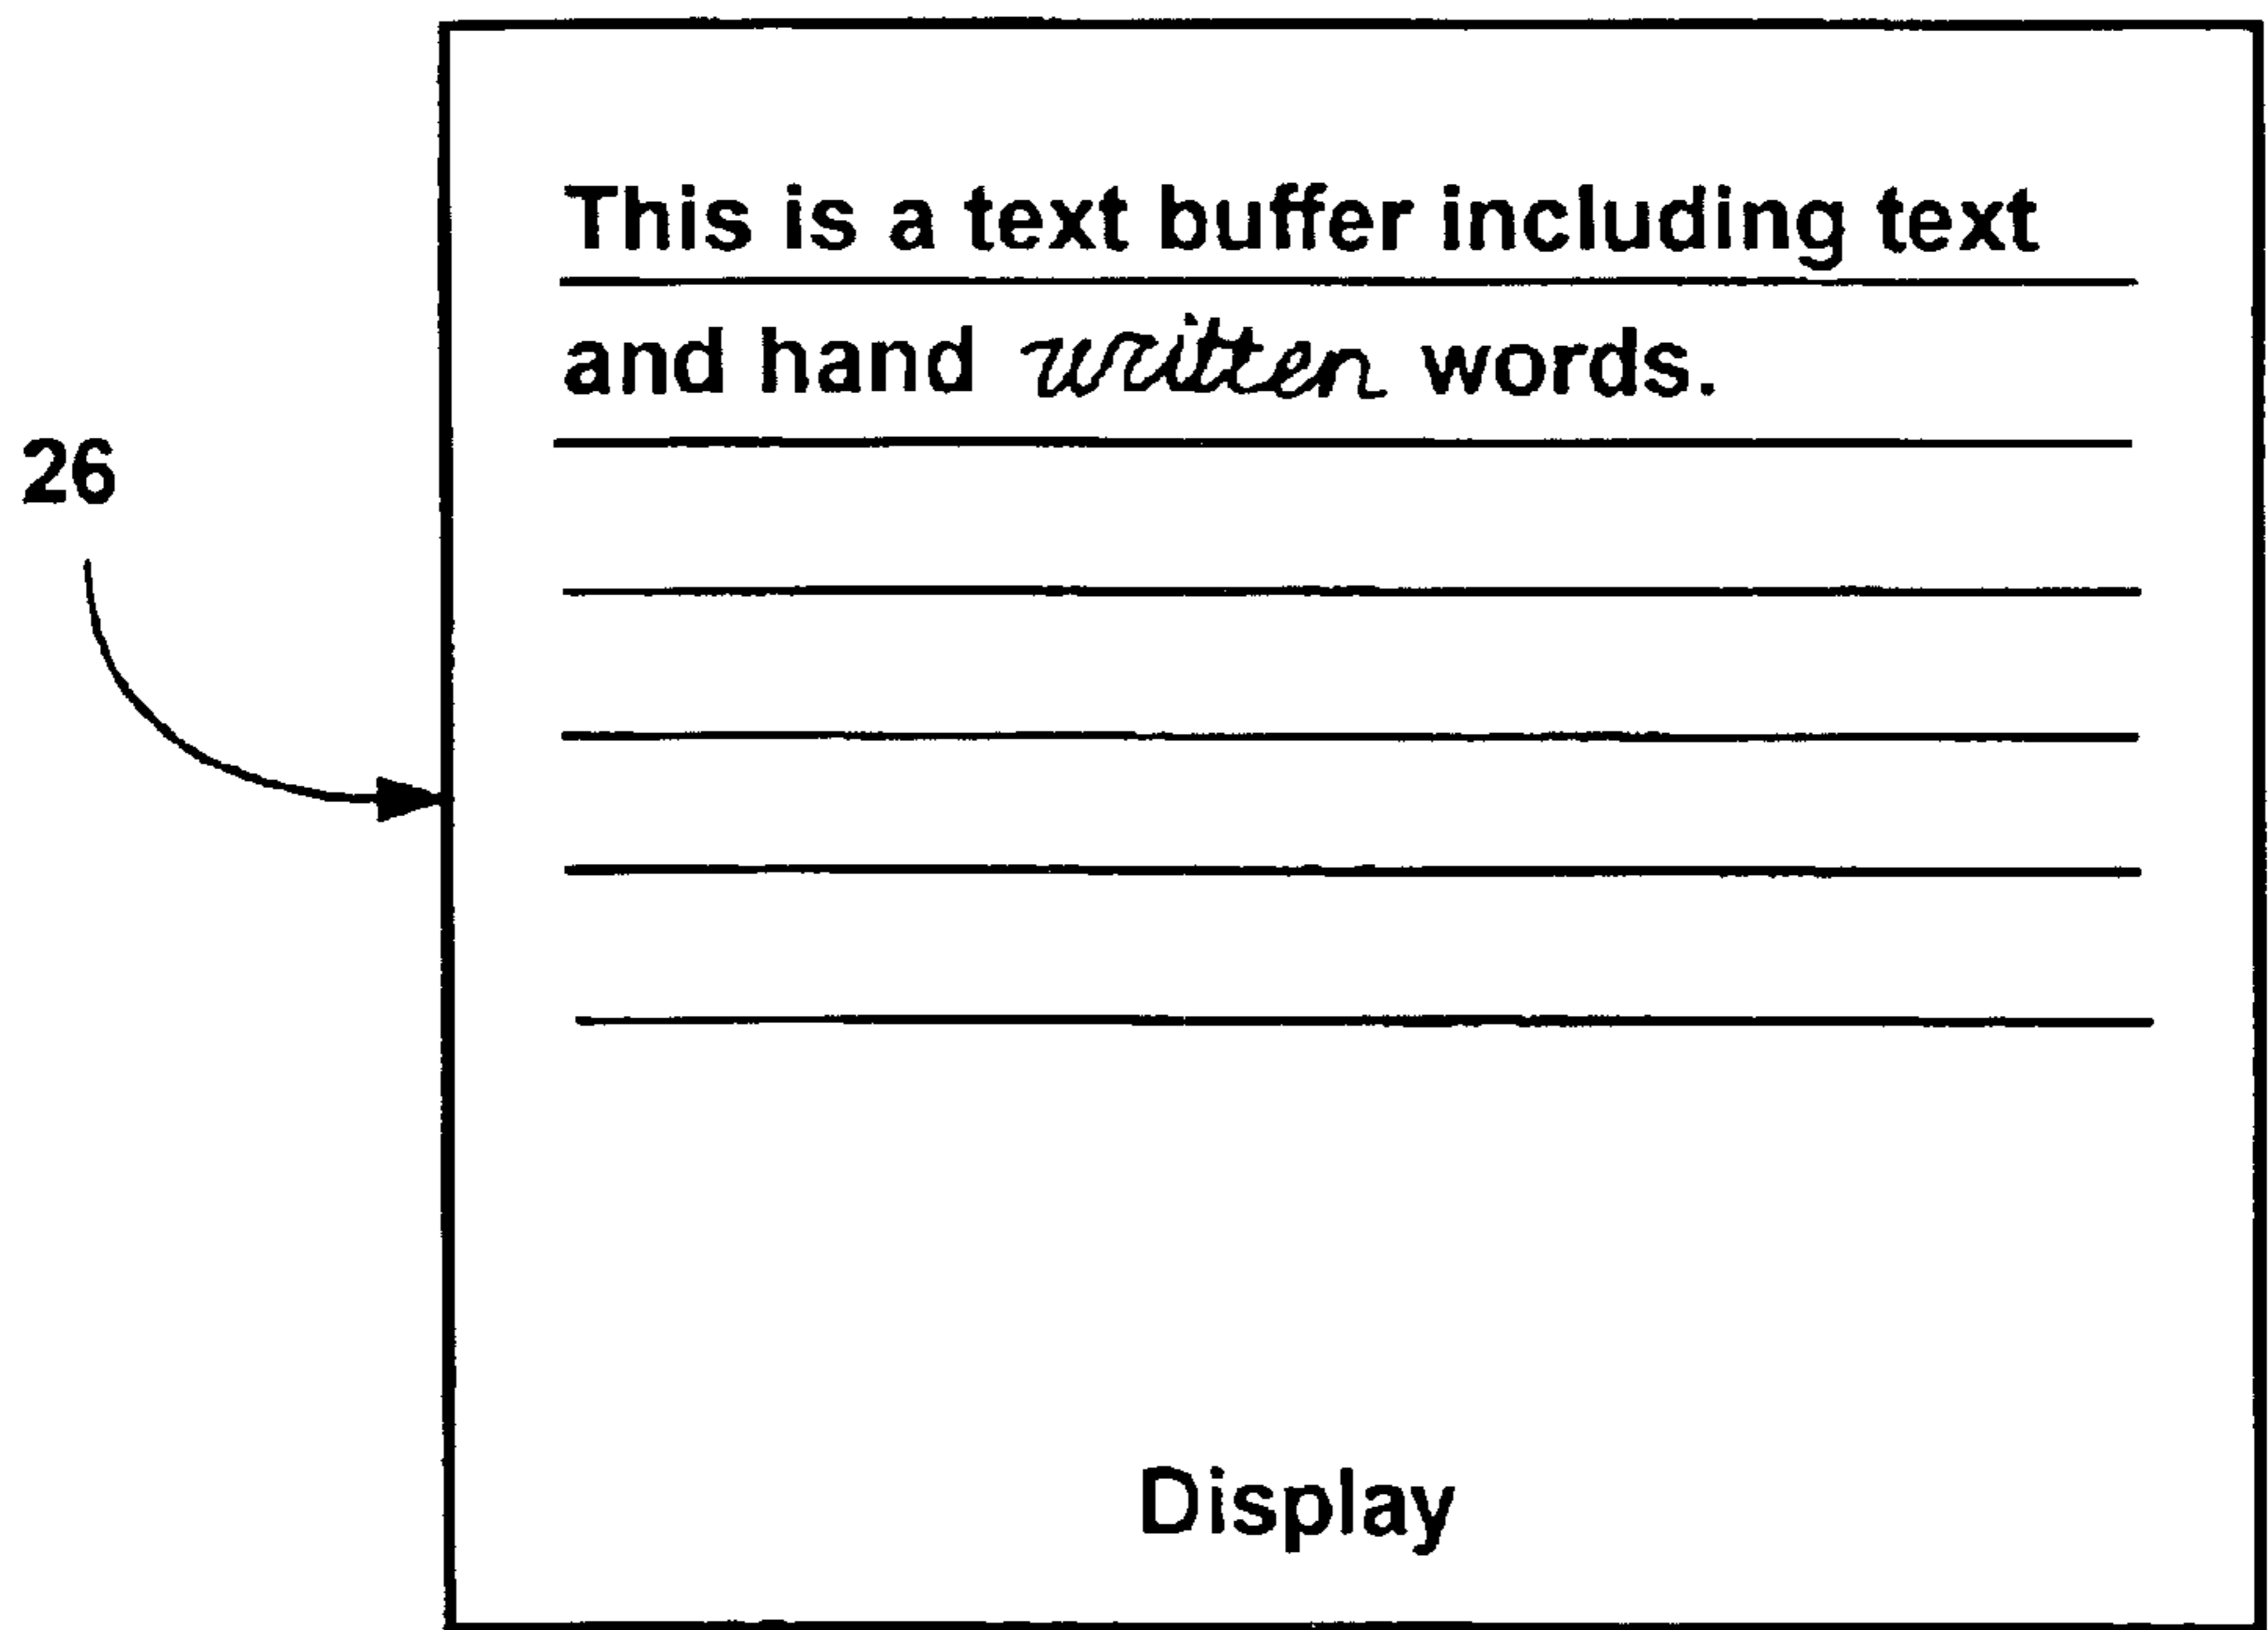 This is a text buffer including text
and hand written words.
26
Display